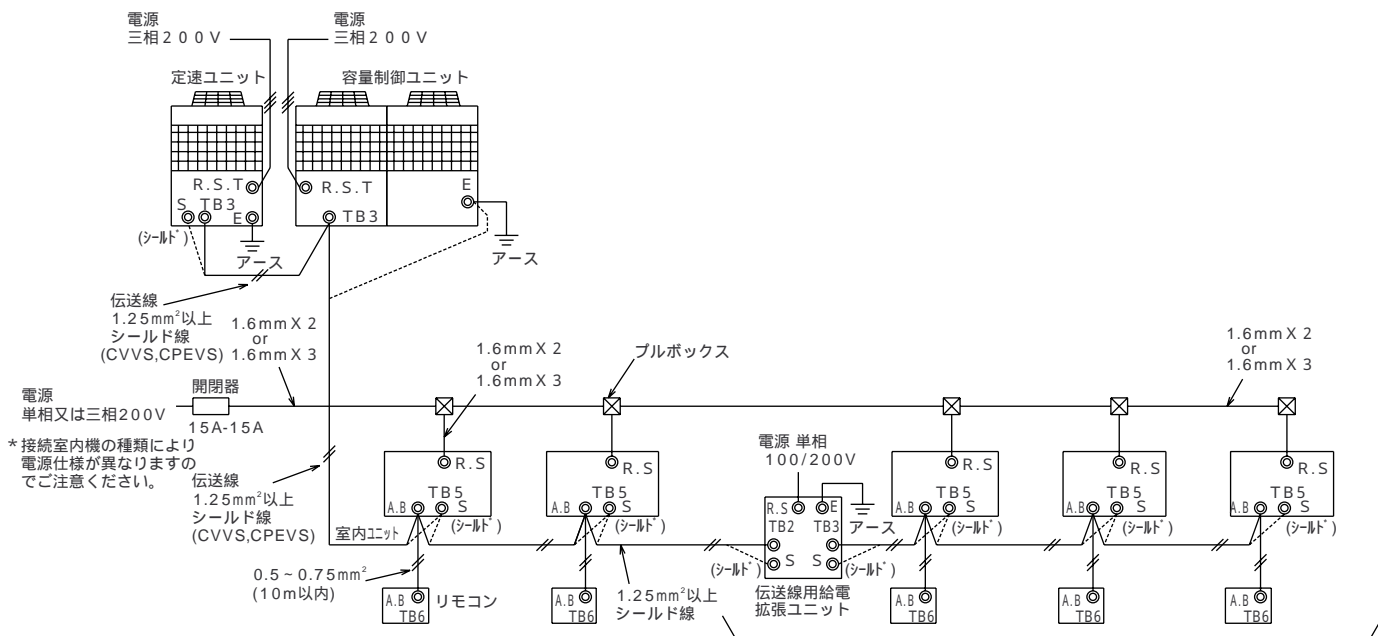 電源
三相200V
電源
三相200V
定速ユニット
容量制御ユニット
R.S.T
S TB3
E
(シールド)
アース
R.S.T
E
TB3
アース
伝送線
1.25mm²以上
シールド線
(CVVS,CPEVS)
1.6mmX2
or
1.6mmX3
1.6mmX2
or
1.6mmX3
プルボックス
1.6mmX2
or
1.6mmX3
電源
単相又は三相200V
開閉器
15A-15A
*接続室内機の種類により
電源仕様が異なりますの
でご注意ください。
伝送線
1.25mm²以上
シールド線
(CVVS,CPEVS)
室内ユニット
R.S
TB5
A.B
S
(シールド)
R.S
TB5
A.B
S
(シールド)
電源 単相
100/200V
R.S
E
TB2
TB3
アース
S
S
(シールド)
(シールド)
伝送線用給電
拡張ユニット
R.S
TB5
A.B
S
(シールド)
R.S
TB5
A.B
S
(シールド)
R.S
TB5
A.B
S
(シールド)
0.5~0.75mm²
(10m以内)
A.B
TB6
リモコン
A.B
TB6
1.25mm²以上
シールド線
A.B
TB6
A.B
TB6
A.B
TB6